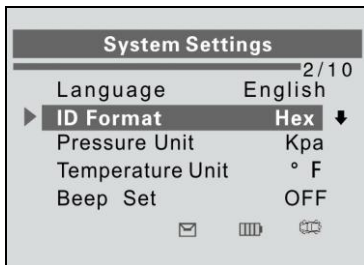 System Settings
2/10
Language English
ID Format Hex
Pressure Unit Kpa
Temperature Unit ° F
Beep Set OFF